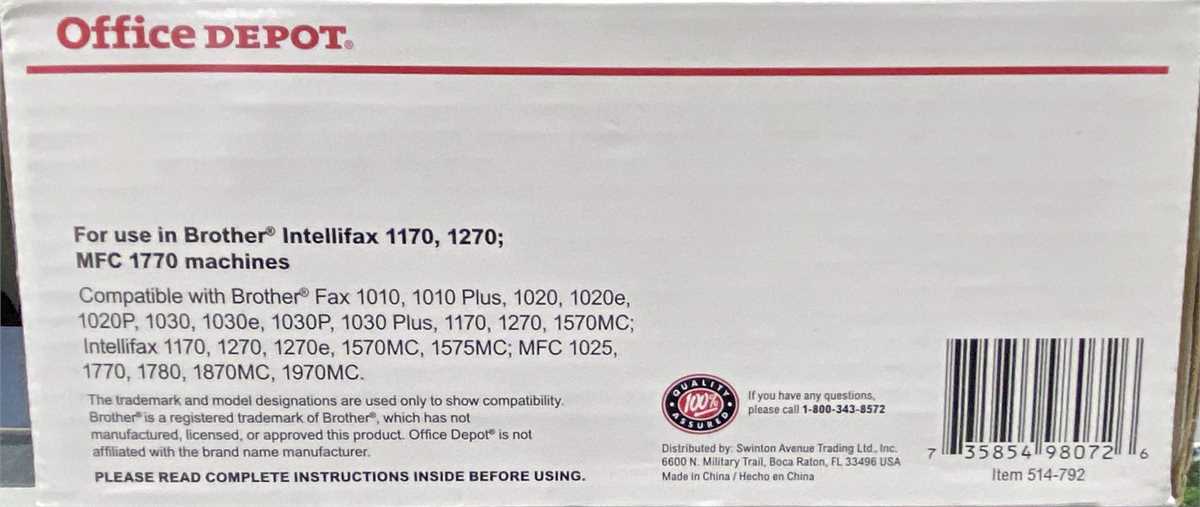 Office DEPOT®
For use in Brother® Intellifax 1170, 1270;
MFC 1770 machines
Compatible with Brother® Fax 1010, 1010 Plus, 1020, 1020e,
1020P, 1030, 1030e, 1030P, 1030 Plus, 1170, 1270, 1570MC;
Intellifax 1170, 1270, 1270e, 1570MC, 1575MC; MFC 1025,
1770, 1780, 1870MC, 1970MC.
The trademark and model designations are used only to show compatibility.
Brother® is a registered trademark of Brother®, which has not
manufactured, licensed, or approved this product. Office Depot® is not
affiliated with the brand name manufacturer.
PLEASE READ COMPLETE INSTRUCTIONS INSIDE BEFORE USING.
QUALITY
100%
ASSURED
If you have any questions,
please call 1-800-343-8572
Distributed by: Swinton Avenue Trading Ltd., Inc.
6600 N. Military Trail, Boca Raton, FL 33496 USA
Made in China / Hecho en China
7 35854 98072 6
Item 514-792